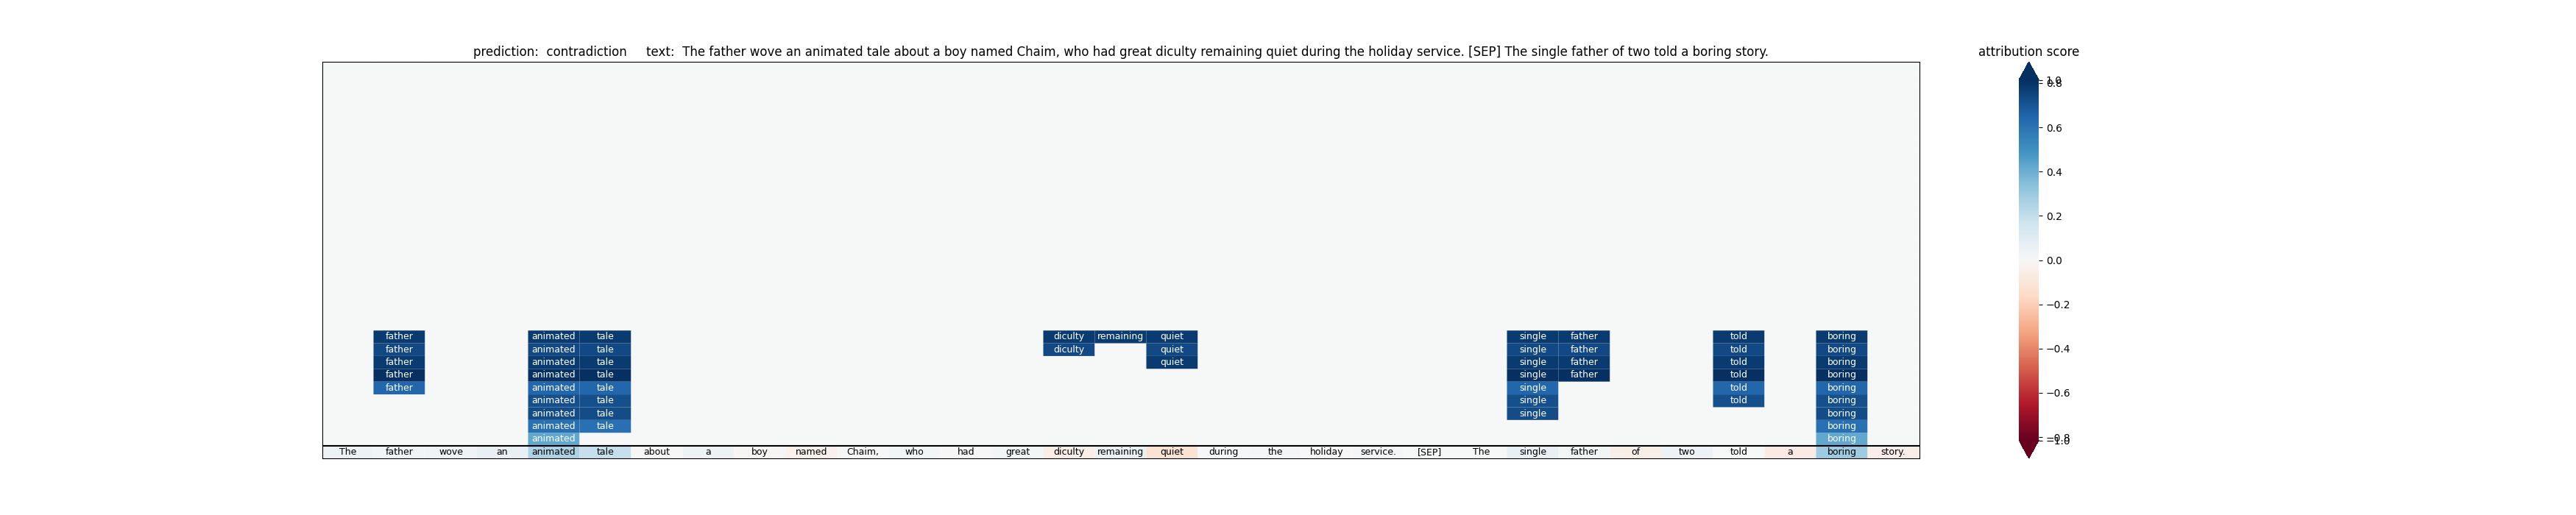 prediction:  contradiction     text:  The father wove an animated tale about a boy named Chaim, who had great diculty remaining quiet during the holiday service. [SEP] The single father of two told a boring story.
attribution score
1.0
0.8
0.6
0.4
0.2
0.0
−0.2
−0.4
−0.6
−0.8
−1.0
father animated tale diculty remaining quiet single father told boring
father animated tale diculty quiet single father told boring
father animated tale quiet single father told boring
father animated tale single father told boring
father animated tale single told boring
animated tale single told boring
animated tale single boring
animated tale boring
animated boring
The father wove an animated tale about a boy named Chaim, who had great diculty remaining quiet during the holiday service. [SEP] The single father of two told a boring story.